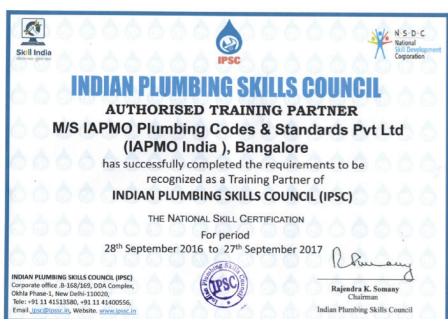 Skill India
IPSC
N·S·D·C
National
Skill Development
Corporation
INDIAN PLUMBING SKILLS COUNCIL
AUTHORISED TRAINING PARTNER
M/S IAPMO Plumbing Codes & Standards Pvt Ltd
(IAPMO India ), Bangalore
has successfully completed the requirements to be
recognized as a Training Partner of
INDIAN PLUMBING SKILLS COUNCIL (IPSC)
THE NATIONAL SKILL CERTIFICATION
For period
28th September 2016 to 27th September 2017
INDIAN PLUMBING SKILLS COUNCIL (IPSC)
Corporate office .B-168/169, DDA Complex,
Okhla Phase-1, New Delhi-110020,
Tele: +91 11 41513580, +91 11 41400556,
Email. ipsc@ipssc.in, Website. www.ipssc.in
Indian Plumbing Skills Council
IPSC
Rajendra K. Somany
Chairman
Indian Plumbing Skills Council